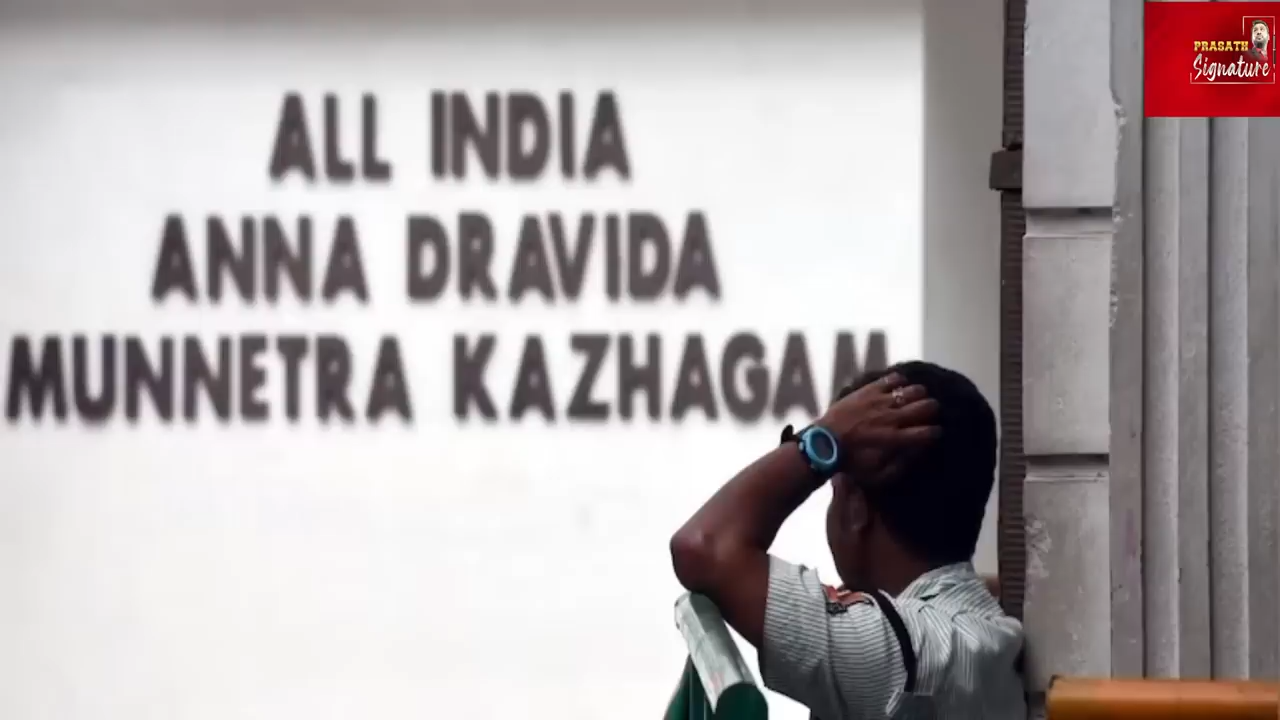 ALL INDIA
ANNA DRAVIDA
MUNNETRA KAZHAGAM
PRASATH
Signature